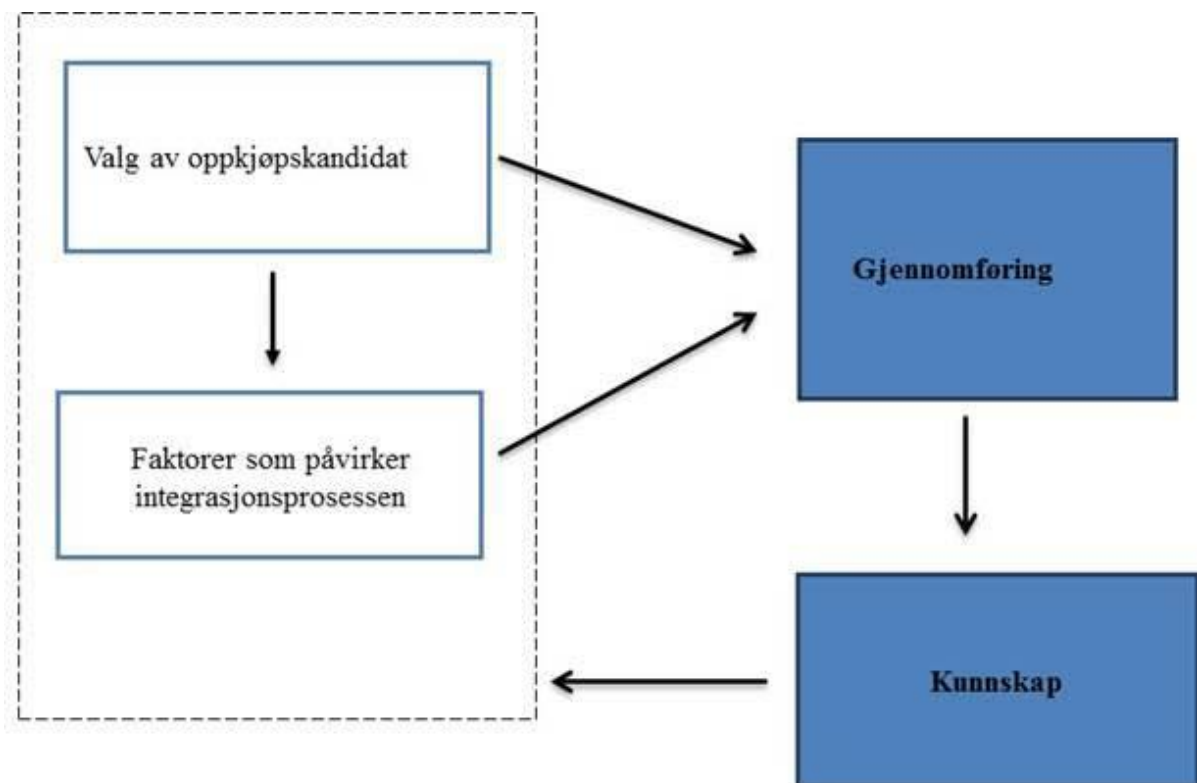 Valg av oppkjøpskandidat
Gjennomføring
Faktorer som påvirker
integrasjonsprosessen
Kunnskap